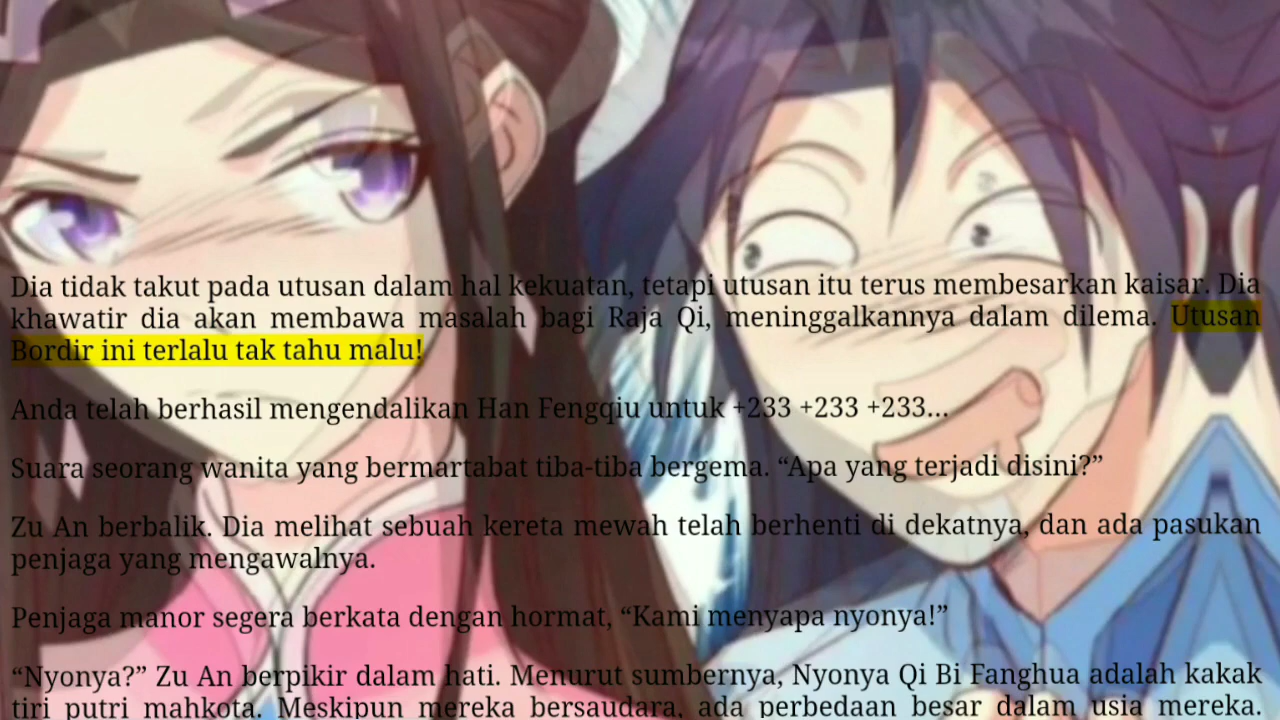 Dia tidak takut pada utusan dalam hal kekuatan, tetapi utusan itu terus membesarkan kaisar. Dia
khawatir dia akan membawa masalah bagi Raja Qi, meninggalkannya dalam dilema. Utusan
Bordir ini terlalu tak tahu malu!
Anda telah berhasil mengendalikan Han Fengqiu untuk +233 +233 +233...
Suara seorang wanita yang bermartabat tiba-tiba bergema. “Apa yang terjadi disini?”
Zu An berbalik. Dia melihat sebuah kereta mewah telah berhenti di dekatnya, dan ada pasukan
penjaga yang mengawalnya.
Penjaga manor segera berkata dengan hormat, “Kami menyapa nyonya!”
“Nyonya?” Zu An berpikir dalam hati. Menurut sumbernya, Nyonya Qi Bi Fanghua adalah kakak
tiri putri mahkota. Meskipun mereka bersaudara, ada perbedaan besar dalam usia mereka.